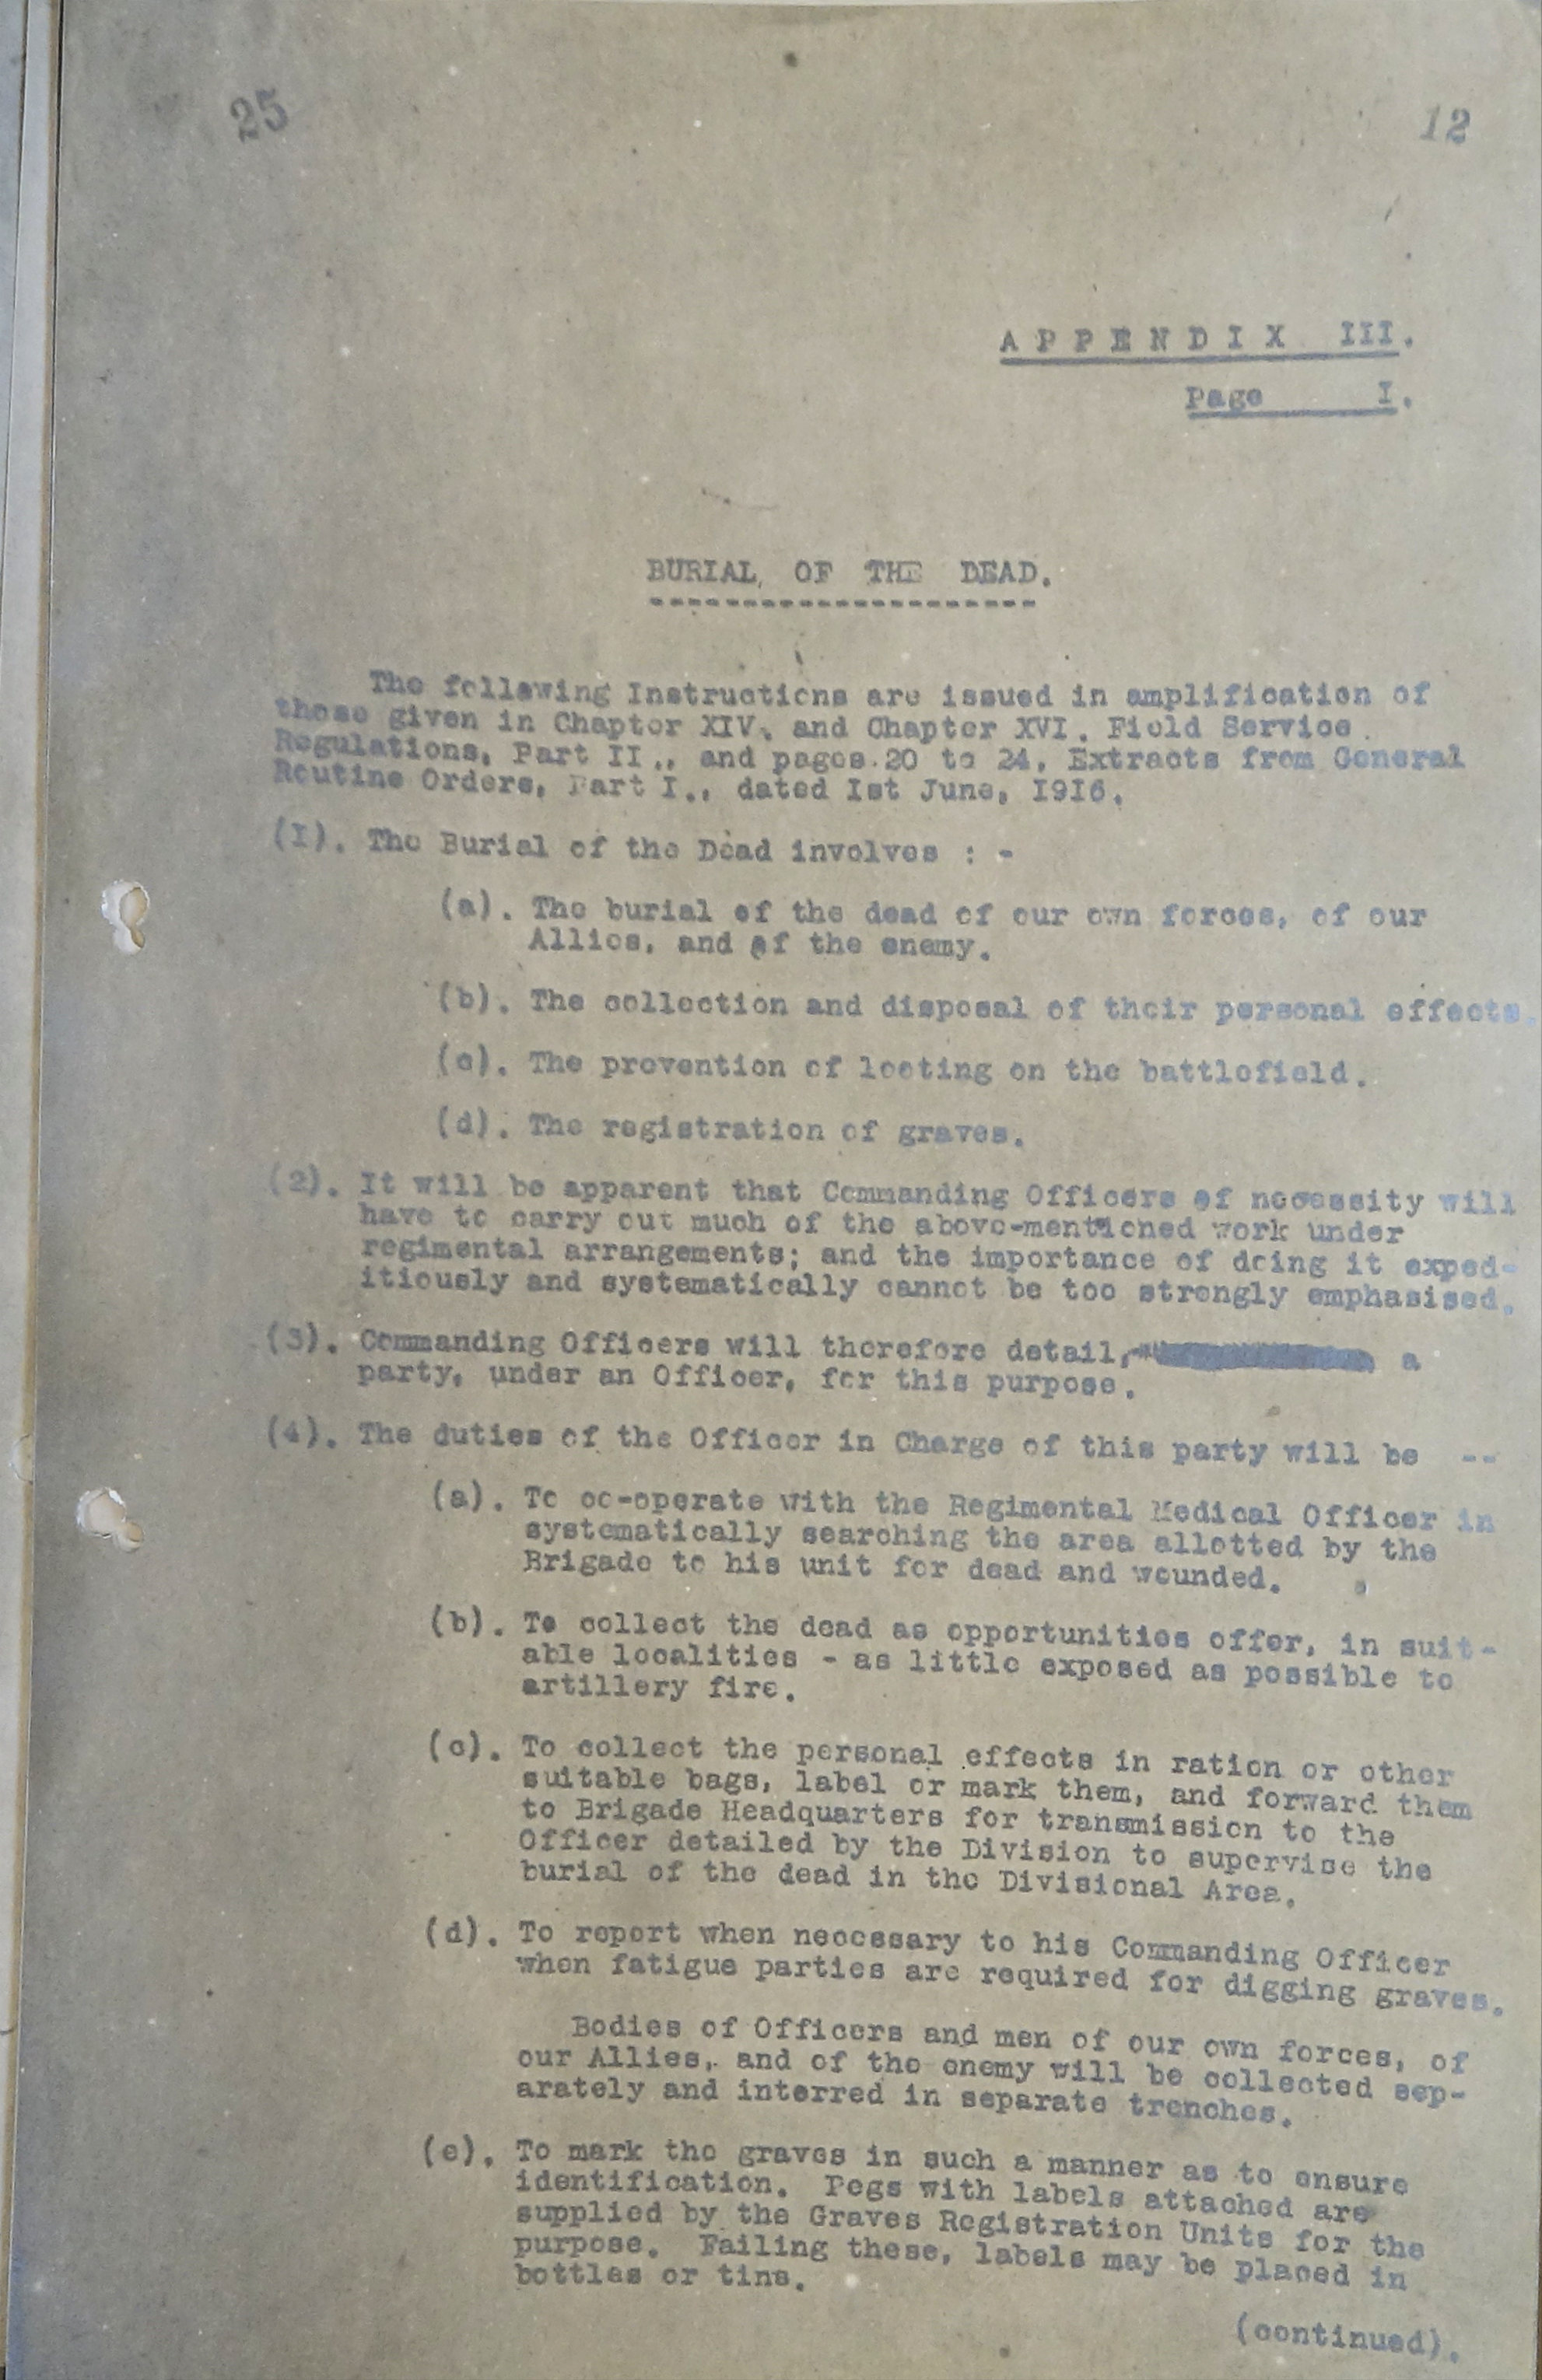 25
12
APPENDIX III.
Page I.
BURIAL OF THE DEAD.
The following Instructions are issued in amplification of
those given in Chapter XIV, and Chapter XVI. Field Service
Regulations, Part II., and pages 20 to 24, Extracts from General
Routine Orders, Part I., dated Ist June, I9I6.
(I). The Burial of the Dead involves : -
(a). The burial of the dead of our own forces, of our
Allies, and of the enemy.
(b). The collection and disposal of their personal effects.
(c). The prevention of looting on the battlefield.
(d). The registration of graves.
(2). It will be apparent that Commanding Officers of necessity will
have to carry out much of the above-mentioned work under
regimental arrangements; and the importance of doing it exped-
itiously and systematically cannot be too strongly emphasised.
(3). Commanding Officers will therefore detail, a
party, under an Officer, for this purpose.
(4). The duties of the Officer in Charge of this party will be --
(a). To co-operate with the Regimental Medical Officer in
systematically searching the area allotted by the
Brigade to his unit for dead and wounded.
(b). To collect the dead as opportunities offer, in suit-
able localities - as little exposed as possible to
artillery fire.
(c). To collect the personal effects in ration or other
suitable bags, label or mark them, and forward them
to Brigade Headquarters for transmission to the
Officer detailed by the Division to supervise the
burial of the dead in the Divisional Area.
(d). To report when necessary to his Commanding Officer
when fatigue parties are required for digging graves.
Bodies of Officers and men of our own forces, of
our Allies, and of the enemy will be collected sep-
arately and interred in separate trenches.
(e). To mark the graves in such a manner as to ensure
identification. Pegs with labels attached are
supplied by the Graves Registration Units for the
purpose. Failing these, labels may be placed in
bottles or tins.
(continued).